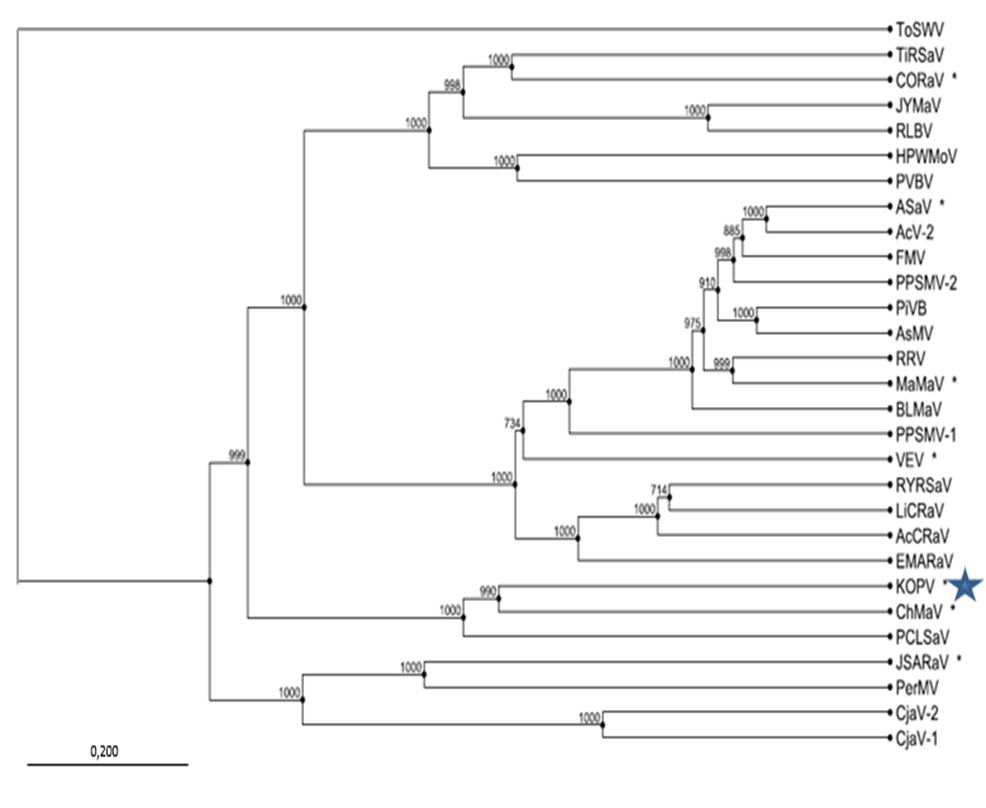 ToSWV
TiRSaV
1000
CORaV *
998
JYMaV
1000
1000
RLBV
HPWMoV
1000
PVBV
ASaV *
1000
AcV-2
885
FMV
998
PPSMV-2
910
PiVB
1000
1000
AsMV
975
RRV
1000
999
MaMaV *
1000
BLMaV
734
PPSMV-1
999
VEV *
1000
RYRSaV
714
LiCRaV
1000
AcCRaV
1000
EMARaV
KOPV *
990
ChMaV *
1000
PCLSaV
JSARaV *
1000
PerMV
1000
CjaV-2
1000
CjaV-1
0,200